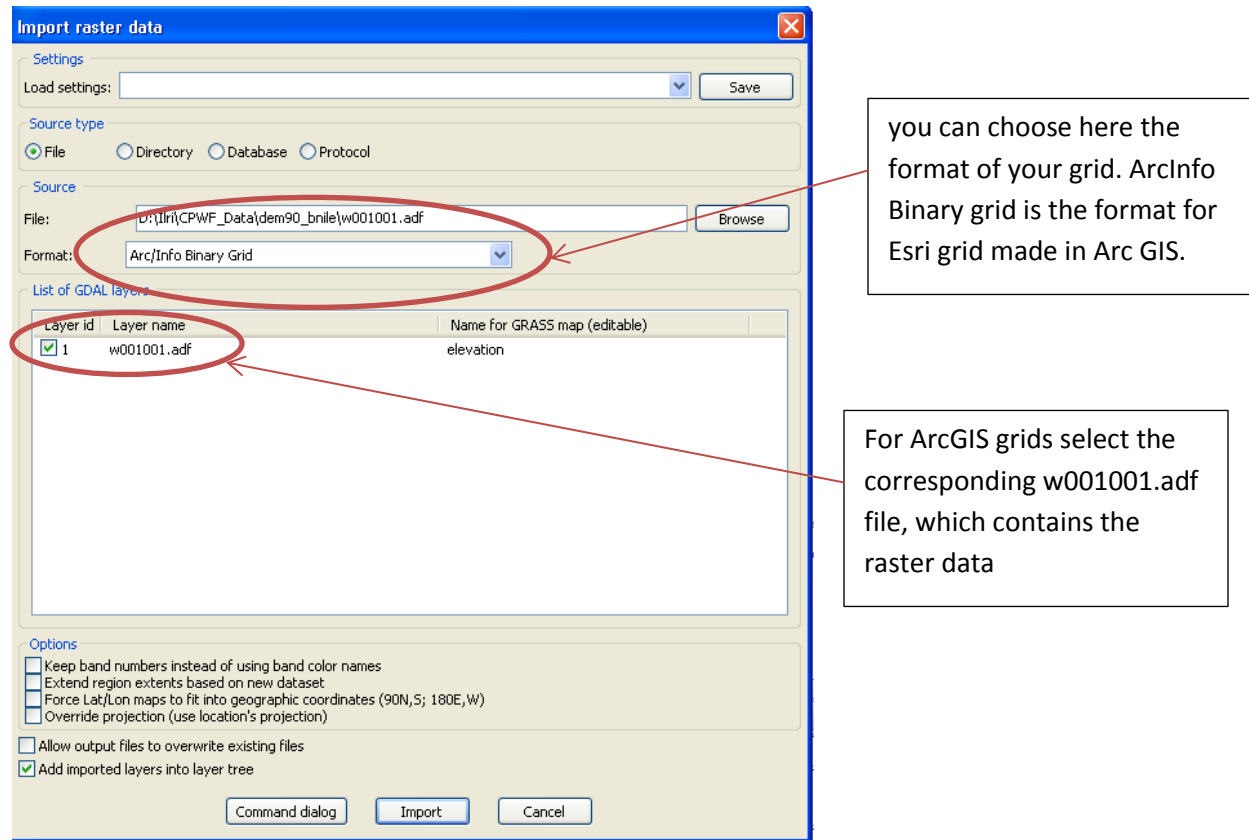 Import raster data
Settings
Load settings:
Save
Source type
File Directory Database Protocol
Source
File: D:\Ilri\CPWF_Data\dem90_bnile\w001001.adf Browse
Format: Arc/Info Binary Grid
List of GDAL layers
Layer id Layer name Name for GRASS map (editable)
1 w001001.adf elevation
Options
Keep band numbers instead of using band color names
Extend region extents based on new dataset
Force Lat/Lon maps to fit into geographic coordinates (90N,S; 180E,W)
Override projection (use location's projection)
Allow output files to overwrite existing files
Add imported layers into layer tree
Command dialog Import Cancel
you can choose here the
format of your grid. ArcInfo
Binary grid is the format for
Esri grid made in Arc GIS.
For ArcGIS grids select the
corresponding w001001.adf
file, which contains the
raster data